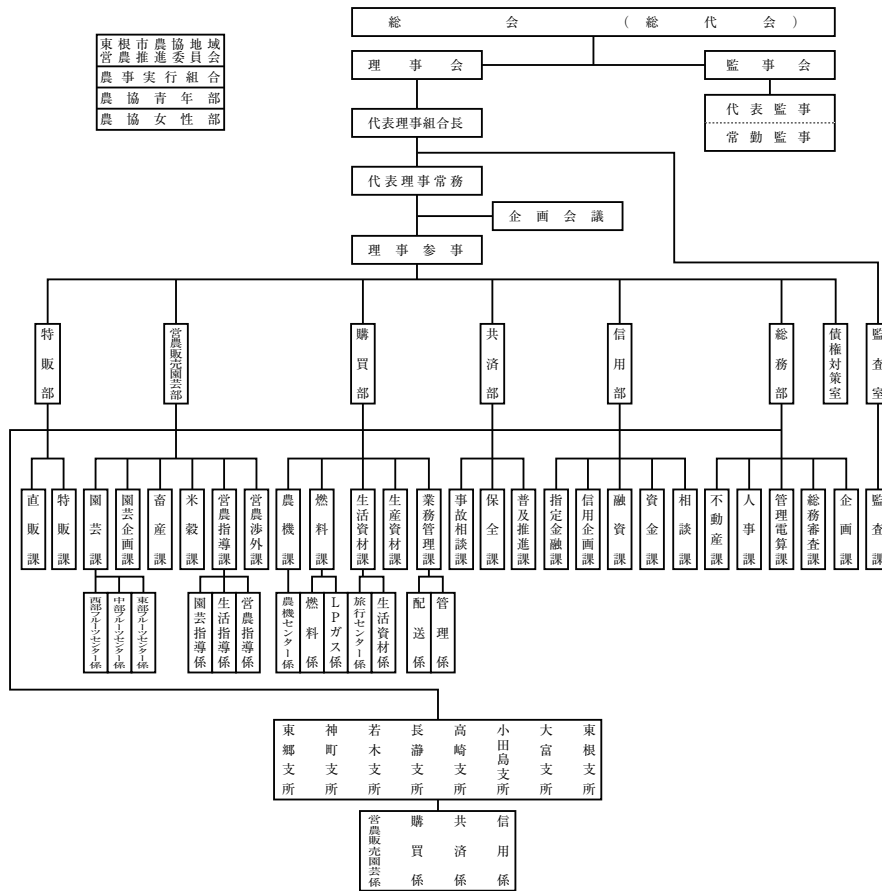 総会(総代会)
東根市農協地域
営農推進委員会
農事実行組合
農協青年部
農協女性部
理事会
監事会
代表監事
常勤監事
代表理事組合長
代表理事常務
企画会議
理事参事
特販部
営農販売園芸部
購買部
共済部
信用部
総務部
債権対策室
監査室
直販課
特販課
園芸課
園芸企画課
畜産課
米穀課
営農指導課
営農渉外課
農機課
燃料課
生活資材課
生産資材課
業務管理課
事故相談課
保全課
普及推進課
指定金融課
信用企画課
融資課
資金課
相談課
不動産課
人事課
管理電算課
総務審査課
企画課
監査課
西部フルーツセンター係
中部フルーツセンター係
東部フルーツセンター係
園芸指導係
生活指導係
営農指導係
農機センター係
燃料係
LPガス係
旅行センター係
生活資材係
配送係
管理係
東郷支所
神町支所
若木支所
長瀞支所
高崎支所
小田島支所
大富支所
東根支所
営農販売園芸係
購買係
共済係
信用係